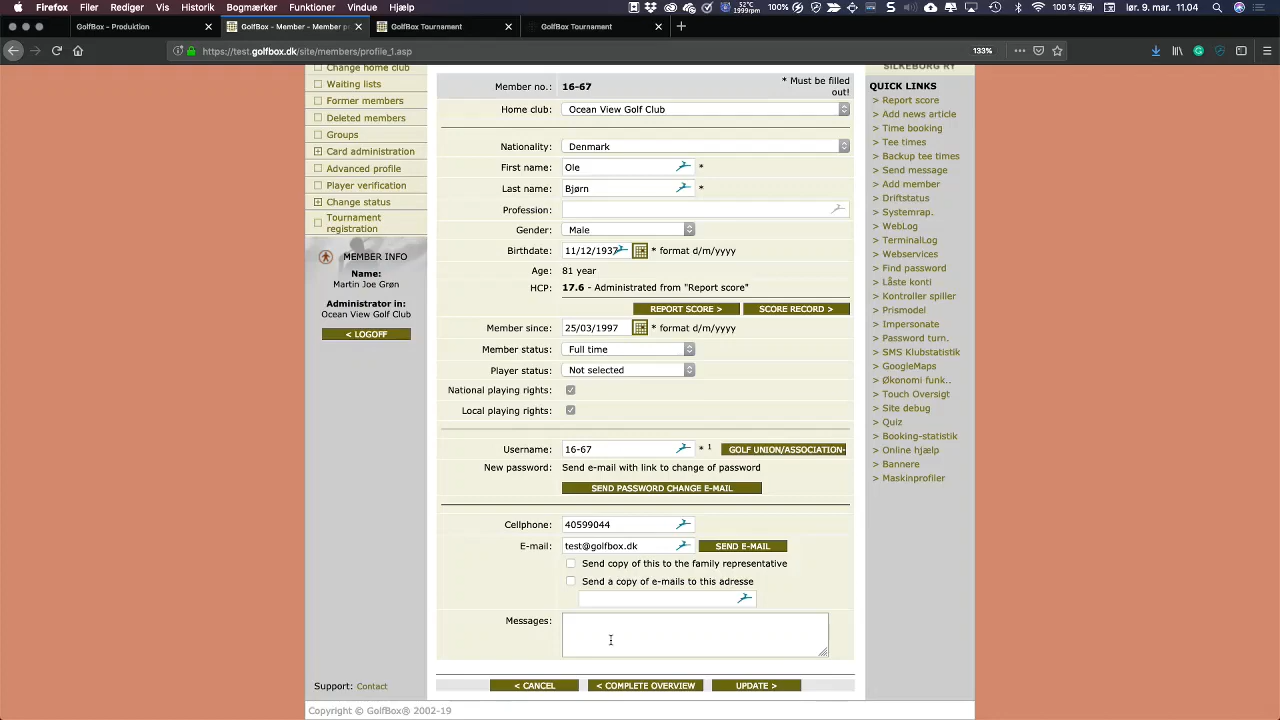 Firefox Arkiv Rediger Vis Historik Bogmærker Værktøj Vindue Hjælp 1999rpm 100% lør. 9. mar. 11.04
GolfBox - Produktion GolfBox - Member - Member p GolfBox Tournament GolfBox Tournament
https://test.golfbox.dk/site/members/profile_1.asp 133%
Change home club
Waiting lists
Former members
Deleted members
Groups
Card administration
Advanced profile
Player verification
Change status
Tournament
registration
MEMBER INFO
Name:
Martin Joe Grøn
Administrator in:
Ocean View Golf Club
< LOGOFF
Support: Contact
Member no.: 16-67 * Must be filled
out!
Home club: Ocean View Golf Club
Nationality: Denmark
First name: Ole *
Last name: Bjørn *
Profession:
Gender: Male
Birthdate: 11/12/1937 * format d/m/yyyy
Age: 81 year
HCP: 17.6 - Administrated from "Report score"
REPORT SCORE > SCORE RECORD >
Member since: 25/03/1997 * format d/m/yyyy
Member status: Full time
Player status: Not selected
National playing rights:
Local playing rights:
Username: 16-67 * 1 GOLF UNION/ASSOCIATION-
New password: Send e-mail with link to change of password
SEND PASSWORD CHANGE E-MAIL
Cellphone: 40599044
E-mail: test@golfbox.dk SEND E-MAIL
Send copy of this to the family representative
Send a copy of e-mails to this adresse
Messages:
< CANCEL < COMPLETE OVERVIEW UPDATE >
SILKEBORG RY
QUICK LINKS
> Report score
> Add news article
> Time booking
> Tee times
> Backup tee times
> Send message
> Add member
> Driftstatus
> Systemrap.
> WebLog
> TerminalLog
> Webservices
> Find password
> Låste konti
> Kontroller spiller
> Prismodel
> Impersonate
> Password turn.
> SMS Klubstatistik
> GoogleMaps
> Økonomi funk..
> Touch Oversigt
> Site debug
> Quiz
> Booking-statistik
> Online hjælp
> Bannere
> Maskinprofiler
Copyright © GolfBox® 2002-19